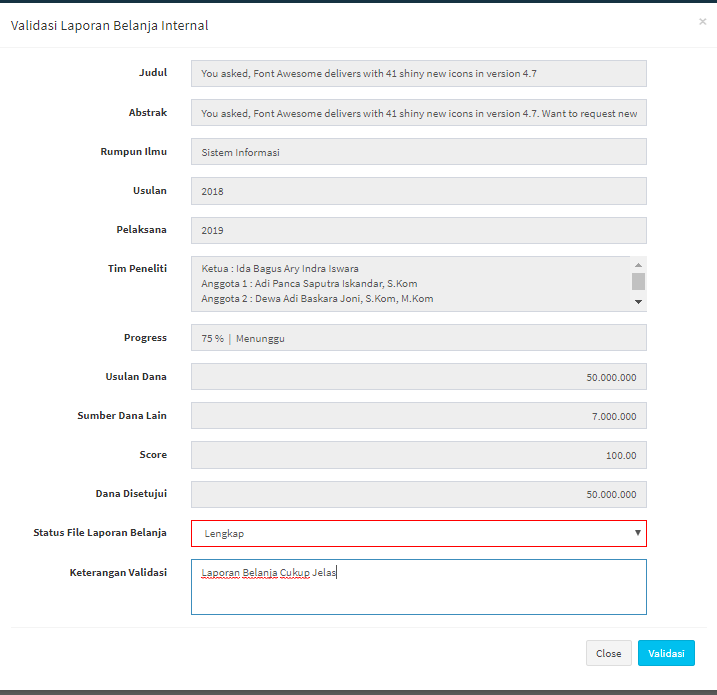 Validasi Laporan Belanja Internal
×
Judul
You asked, Font Awesome delivers with 41 shiny new icons in version 4.7
Abstrak
You asked, Font Awesome delivers with 41 shiny new icons in version 4.7. Want to request new
Rumpun Ilmu
Sistem Informasi
Usulan
2018
Pelaksana
2019
Tim Peneliti
Ketua : Ida Bagus Ary Indra Iswara
Anggota 1 : Adi Panca Saputra Iskandar, S.Kom
Anggota 2 : Dewa Adi Baskara Joni, S.Kom, M.Kom
Progress
75 % | Menunggu
Usulan Dana
50.000.000
Sumber Dana Lain
7.000.000
Score
100.00
Dana Disetujui
50.000.000
Status File Laporan Belanja
Lengkap
Keterangan Validasi
Laporan Belanja Cukup Jelas
Close
Validasi